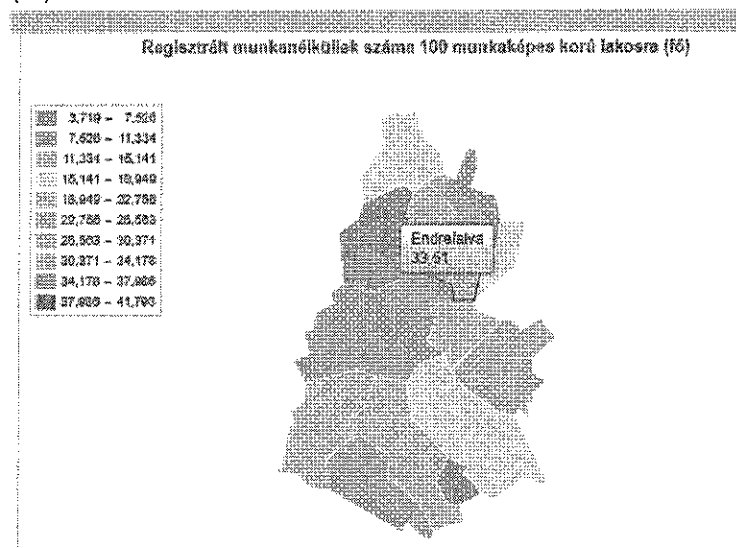 Regisztrált munkanélküliek száma 100 munkaképes korú lakosra (fő)
3,719 – 7,526
7,526 – 11,334
11,334 – 15,141
15,141 – 18,949
18,949 – 22,756
22,756 – 26,563
26,563 – 30,371
30,371 – 34,178
34,178 – 37,986
37,986 – 41,793
Endrefalva
33,51